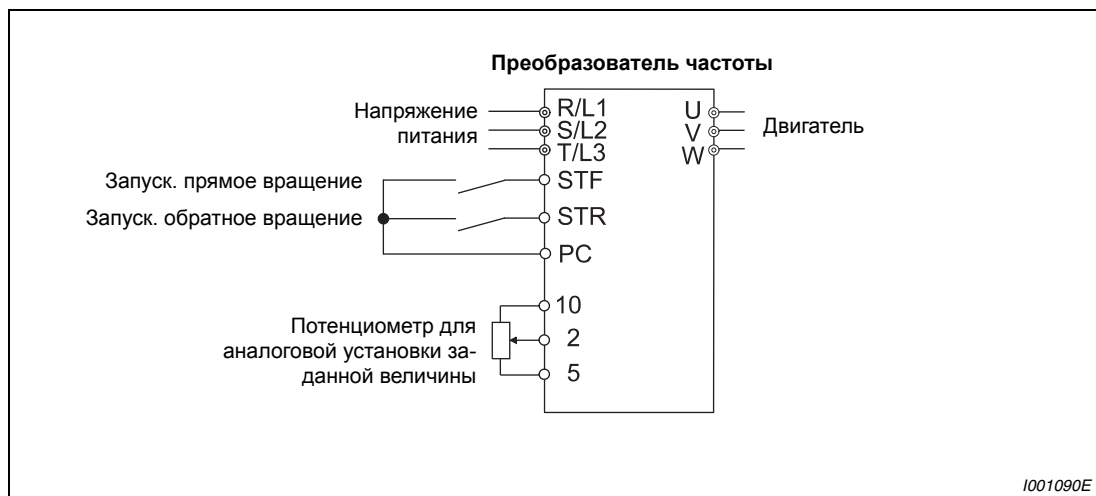 Преобразователь частоты
Напряжение
питания
R/L1
S/L2
T/L3
U
V
W
Двигатель
Запуск. прямое вращение
STF
Запуск. обратное вращение
STR
PC
10
Потенциометр для
аналоговой установки за-
данной величины
2
5
I001090E